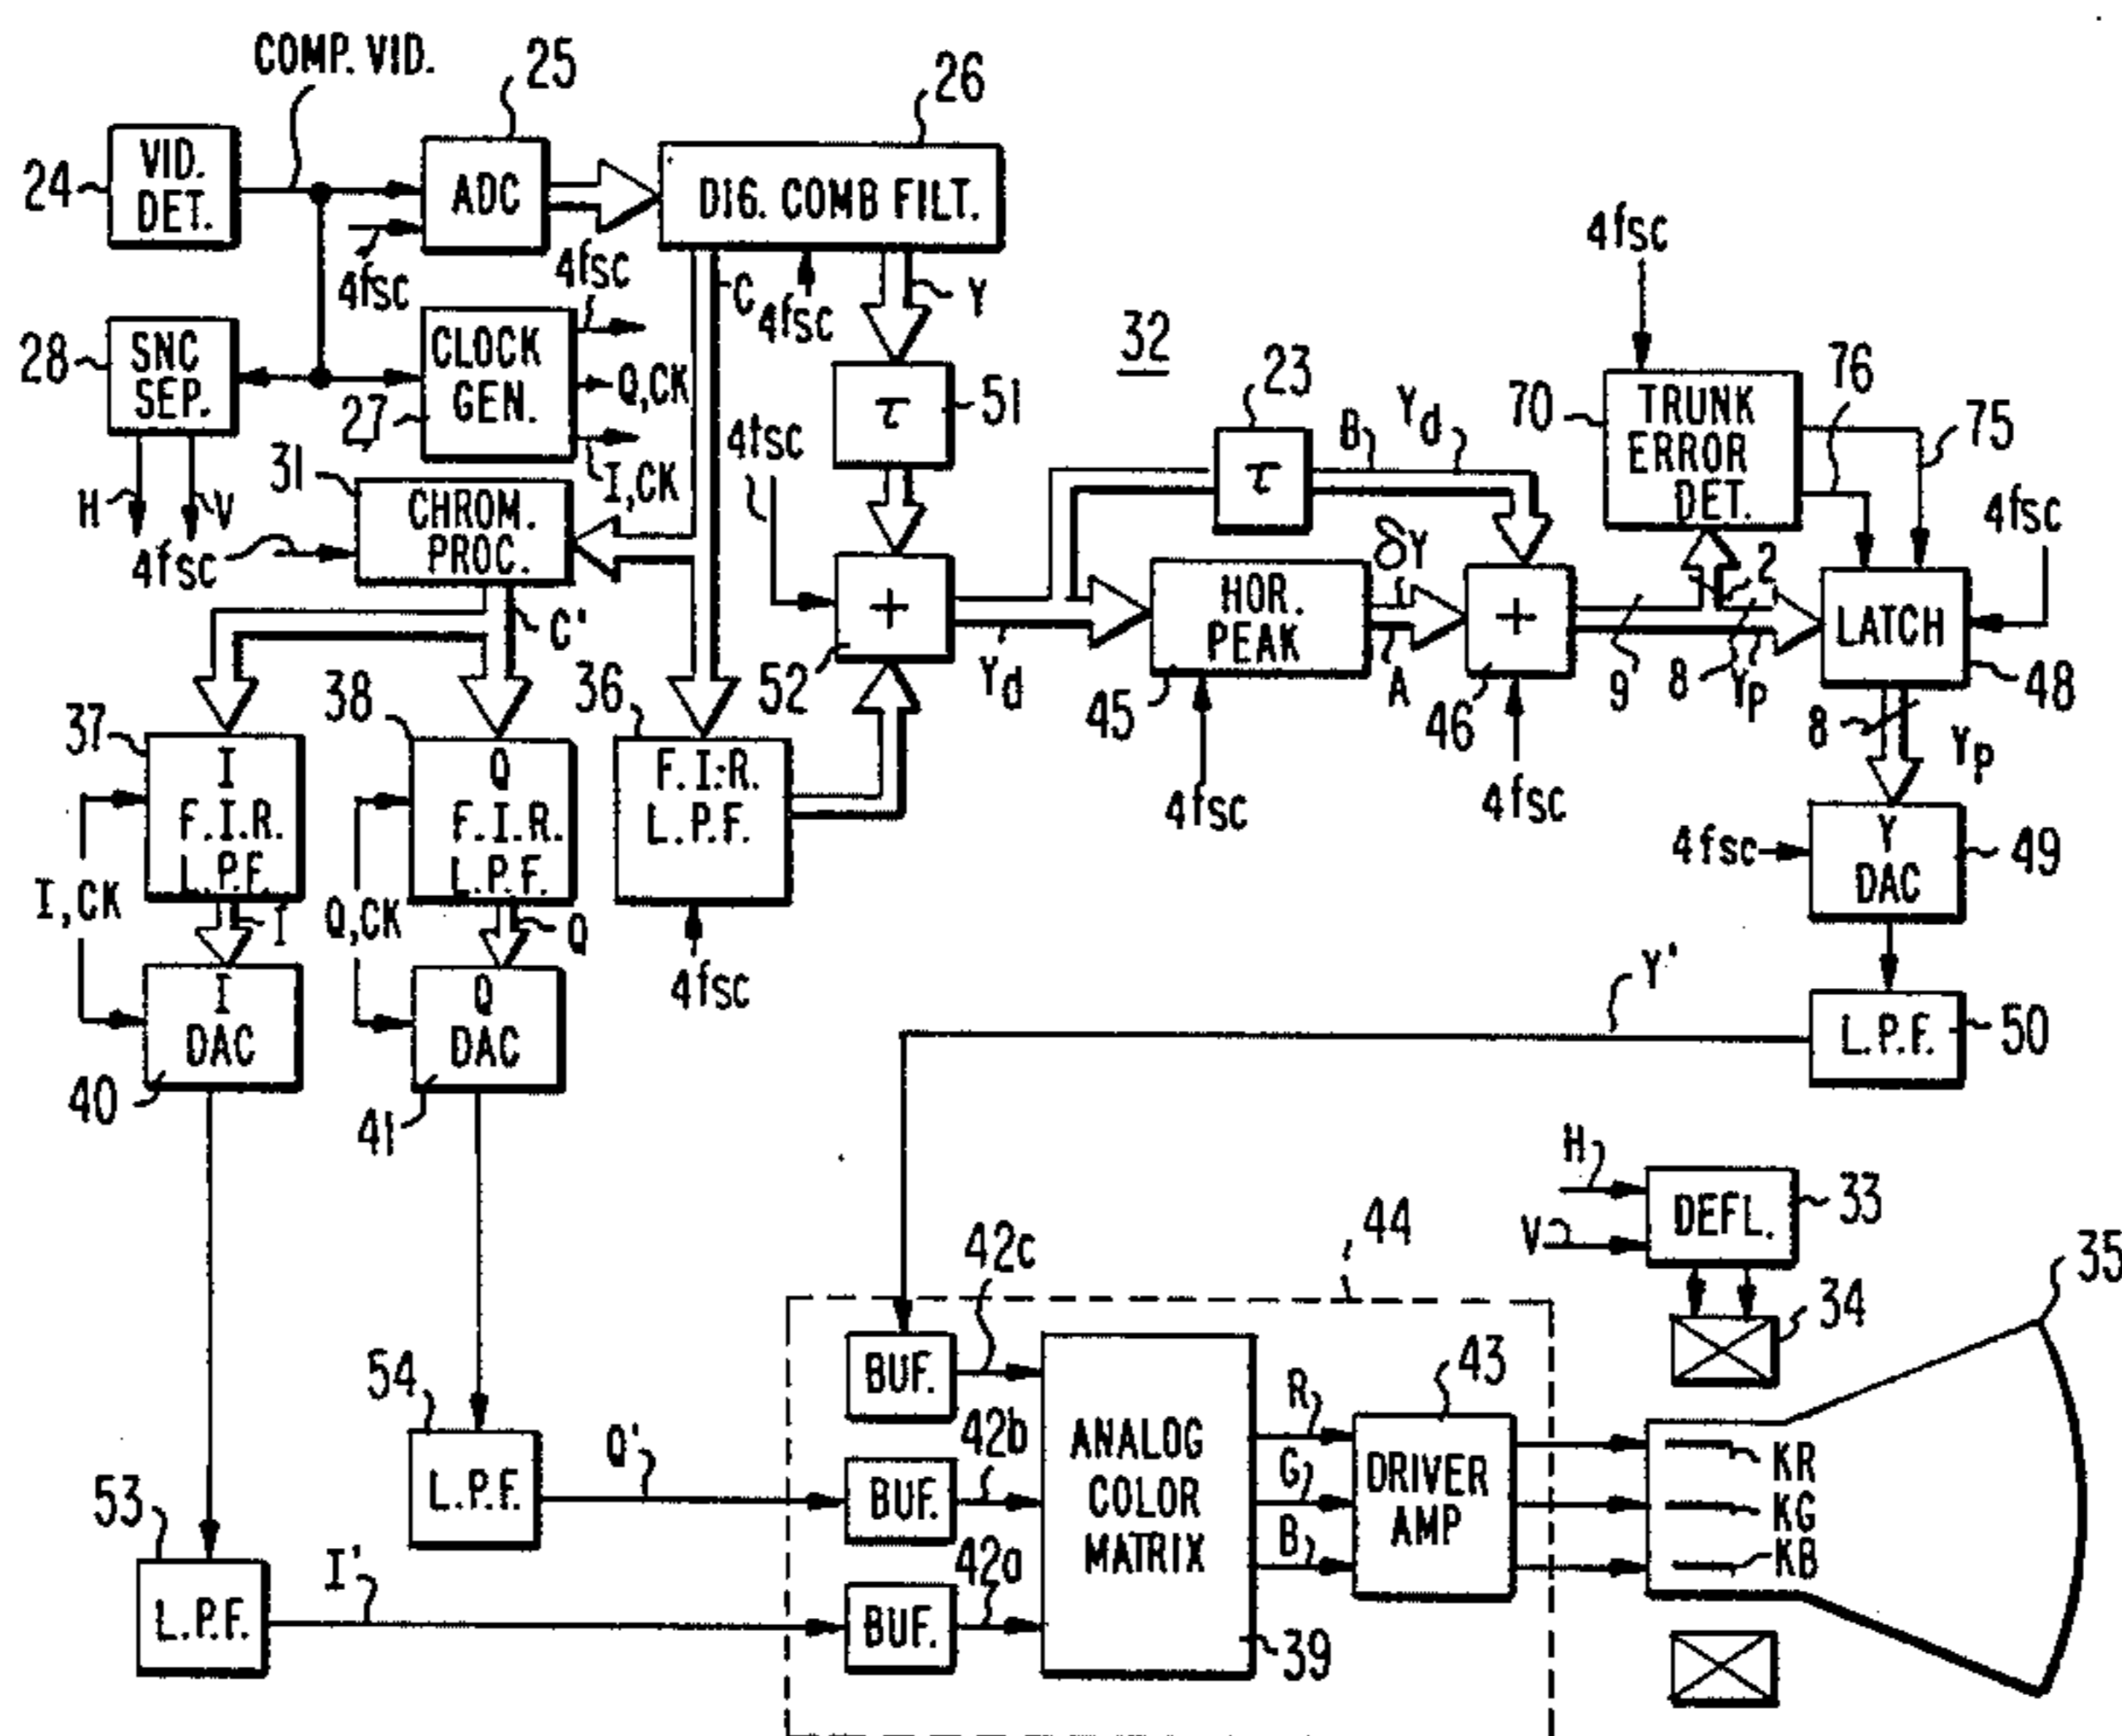 COMP. VID.
25
26
24
VID.
DET.
ADC
DIG. COMB FILT.
4fsc
4fsc
C
4fsc
Y
4fsc
28
SNC
SEP.
CLOCK
GEN.
27
Q,CK
I,CK
τ
51
32
23
τ
B
Yd
70
TRUNK
ERROR
DET.
76
75
4fsc
H
V
31
CHROM.
PROC.
4fsc
4fsc
C'
+
52
Yd
HOR.
PEAK
45
4fsc
δY
A
+
46
4fsc
9
2
8
Yp
LATCH
48
8
Yp
37
I
F.I.R.
L.P.F.
38
Q
F.I.R.
L.P.F.
36
F.I.R.
L.P.F.
4fsc
Y
DAC
49
I,CK
I
Q,CK
Q
4fsc
I
DAC
40
Q
DAC
41
Y'
L.P.F.
50
H
V
DEFL.
33
44
34
35
42c
BUF.
54
L.P.F.
Q'
42b
BUF.
ANALOG
COLOR
MATRIX
39
R
G
B
43
DRIVER
AMP
KR
KG
KB
53
L.P.F.
I'
42a
BUF.